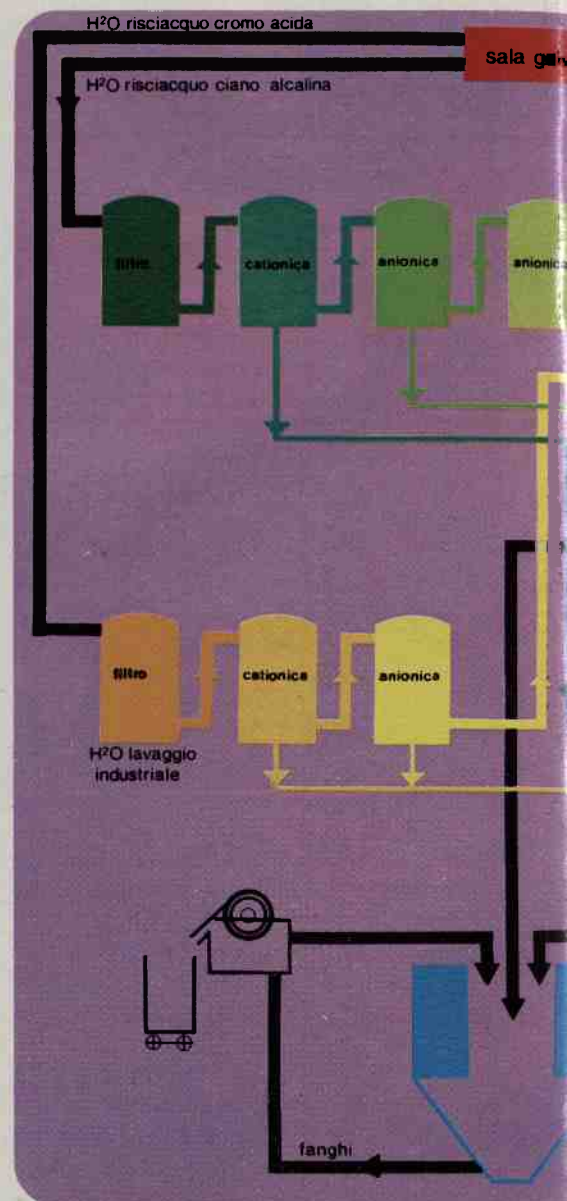 H²O risciacquo cromo acida
sala
H²O risciacquo ciano alcalina
filtro
cationica
anionica
anionica
filtro
cationica
anionica
H²O lavaggio
industriale
fanghi